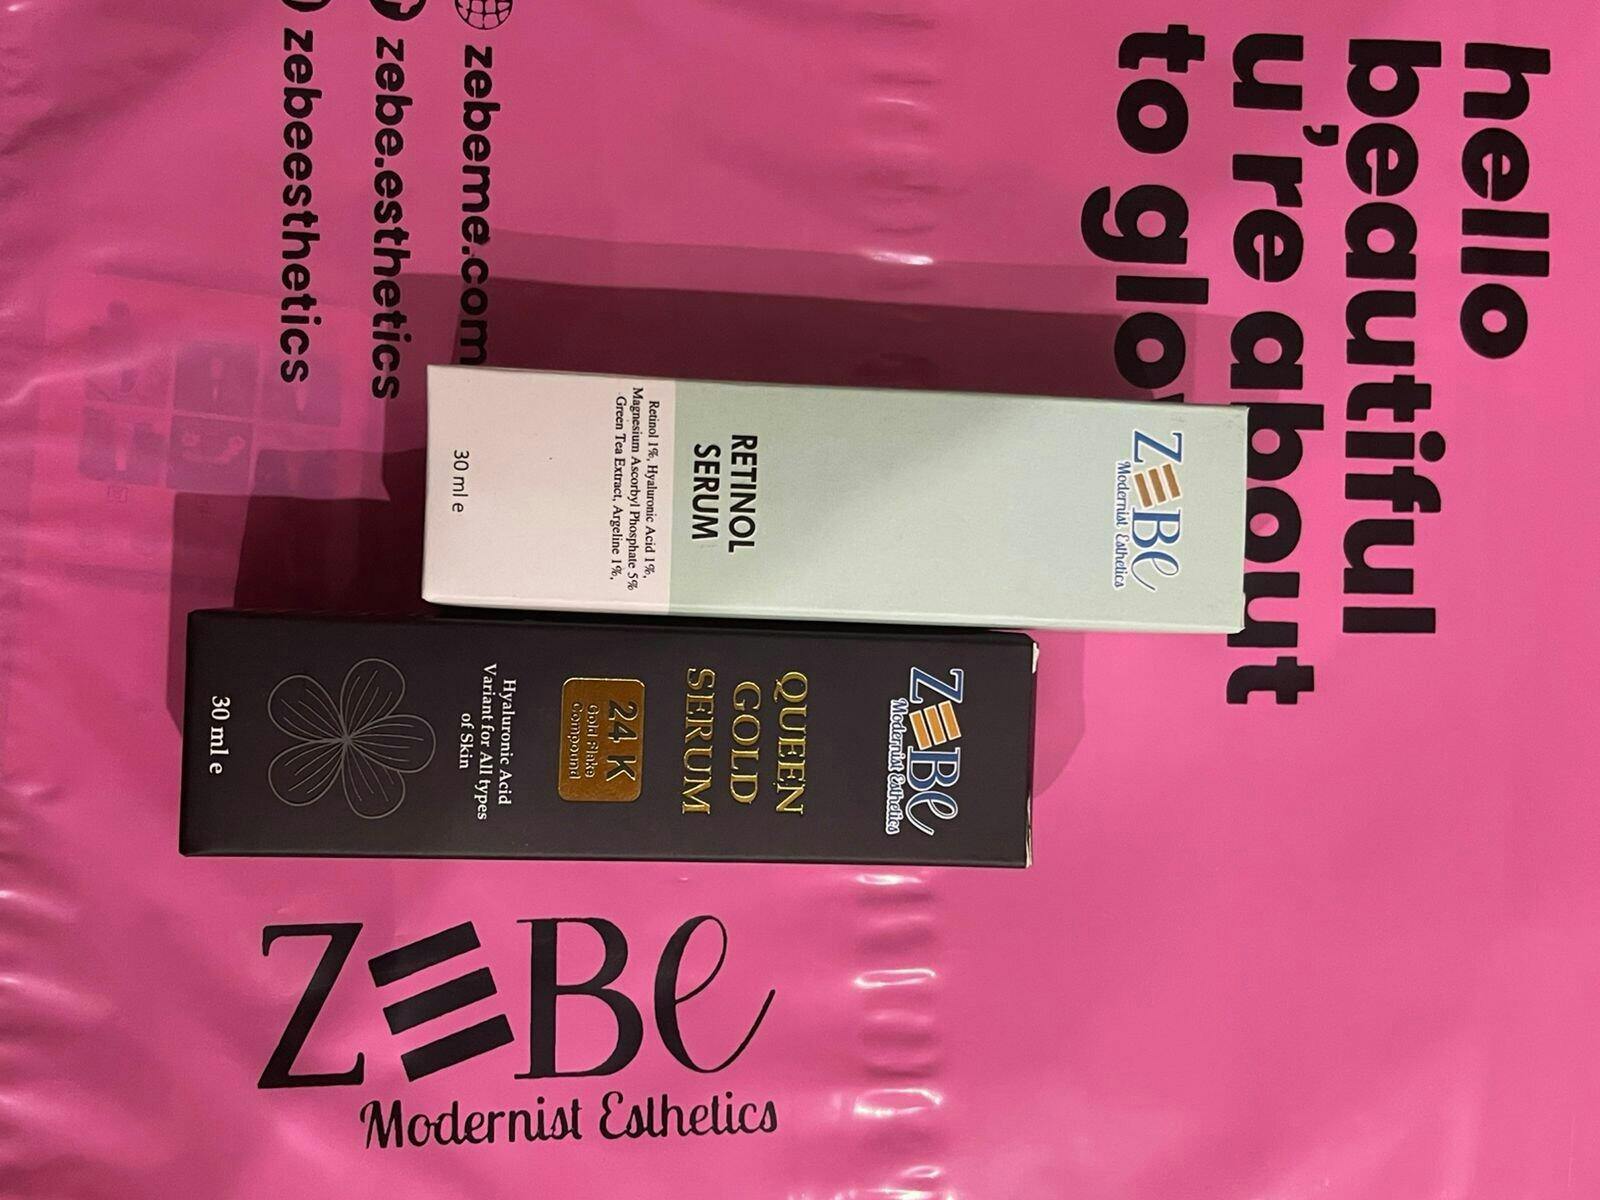 hello
beautiful
u're about
to glo
zebeme.com
zebe.esthetics
zebeesthetics
ZEBe
Modernist Esthetics
RETINOL
SERUM
Retinol 1%, Hyaluronic Acid 1%,
Magnesium Ascorbyl Phosphate 5%
Green Tea Extract, Argeline 1%,
30 ml e
ZEBe
Modernist Esthetics
QUEEN
GOLD
SERUM
24 K
Gold Flake
Compound
Hyaluronic Acid
Variant for All types
of Skin
30 ml e
ZEBe
Modernist Esthetics